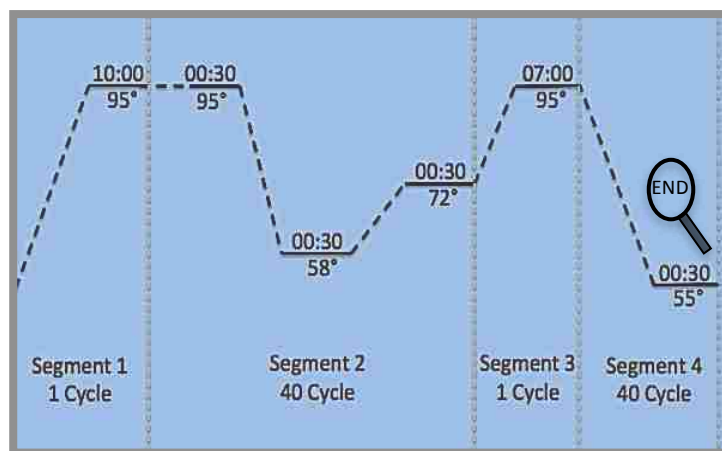 10:00
95°
00:30
95°
00:30
58°
00:30
72°
07:00
95°
END
00:30
55°
Segment 1
1 Cycle
Segment 2
40 Cycle
Segment 3
1 Cycle
Segment 4
40 Cycle